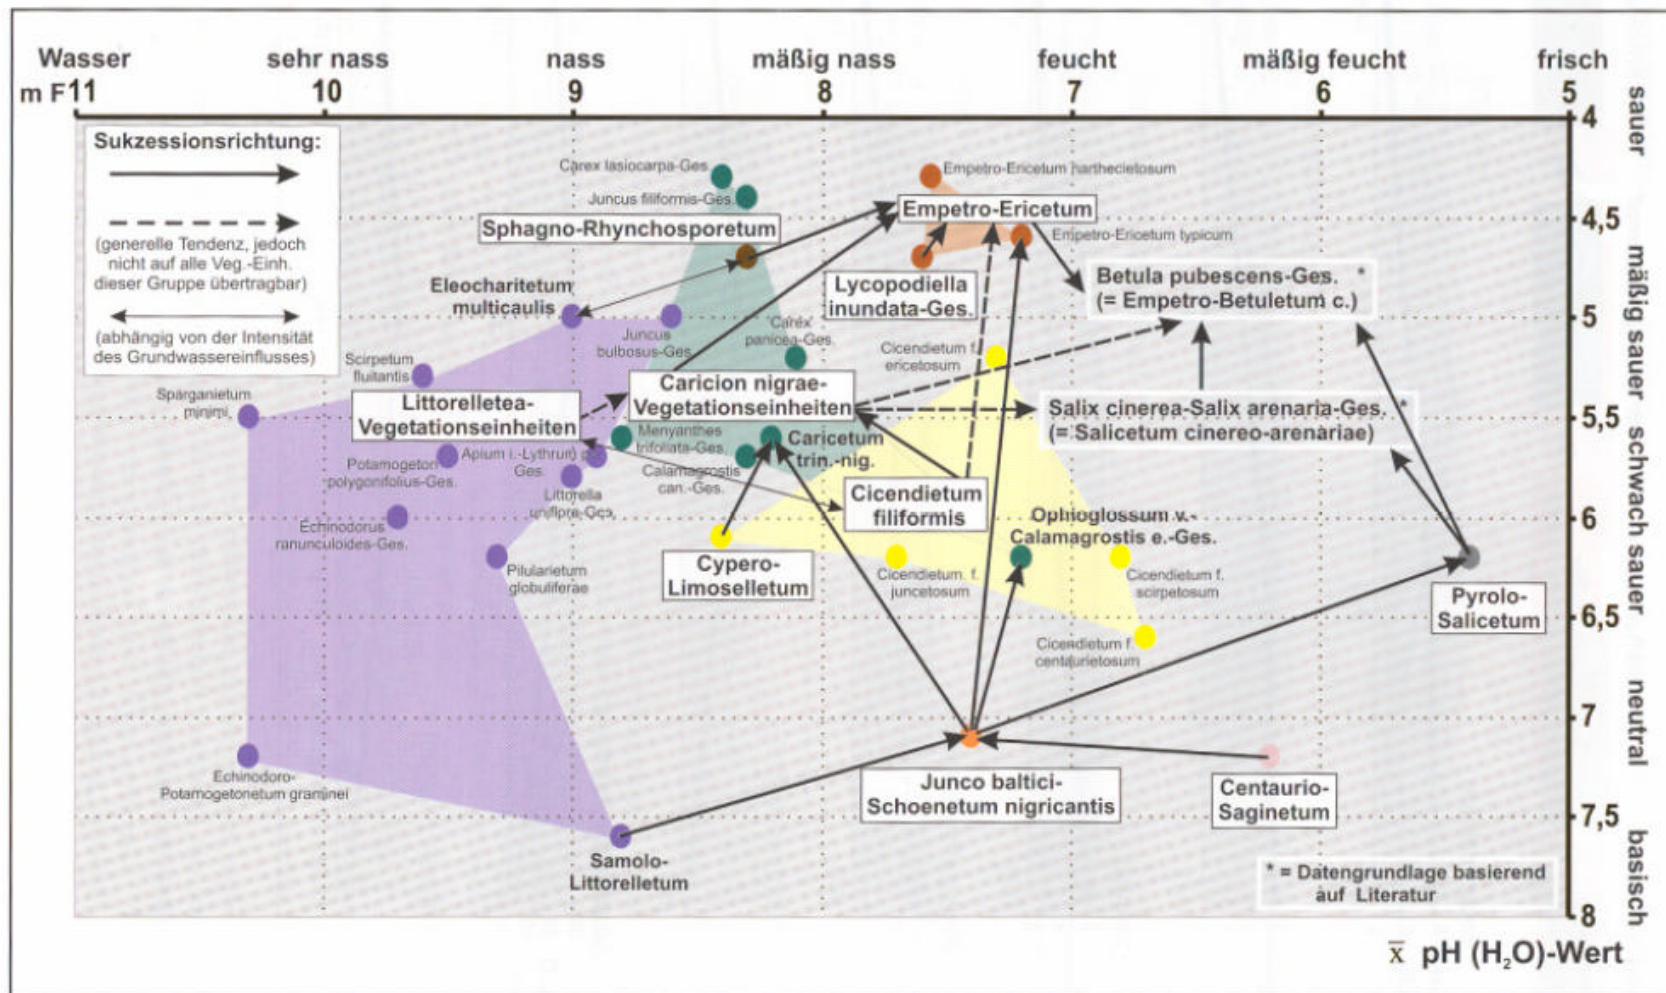 Wasser sehr nass nass mäßig nass feucht mäßig feucht frisch
m F 11 10 9 8 7 6 5
sauer
mäßig sauer
schwach sauer
neutral
basisch
4
4,5
5
5,5
6
6,5
7
7,5
8
Sukzessionsrichtung:
(generelle Tendenz, jedoch
nicht auf alle Veg.-Einh.
dieser Gruppe übertragbar)
(abhängig von der Intensität
des Grundwassereinflusses)
Carex lasiocarpa-Ges.
Juncus filiformis-Ges.
Sphagno-Rhynchosporetum
Empetro-Ericetum
Empetro-Ericetum typicum
Lycopodiella
inundata-Ges.
Betula pubescens-Ges. *
(= Empetro-Betuletum c.)
Eleocharitetum
multicaulis
Juncus
bulbosus-Ges.
Carex
panicea-Ges.
Cicendietum f.
ericetosum
Scirpetum
fluitantis
Sparganietum
minimi
Littorelletea-
Vegetationseinheiten
Caricion nigrae-
Vegetationseinheiten
Salix cinerea-Salix arenaria-Ges. *
(= Salicetum cinereo-arenariae)
Menyanthes
trifoliata-Ges.
Caricetum
trin.-nig.
Potamogeton
polygonifolius-Ges.
Apium i.-Lythrum
Ges.
Calamagrostis
can.-Ges.
Littorella
uniflora-Ges.
Cicendietum
filiformis
Echinodorus
ranunculoides-Ges.
Ophioglossum v.-
Calamagrostis e.-Ges.
Pilularietum
globuliferae
Cypero-
Limoselletum
Cicendietum. f.
juncetosum
Cicendietum f.
scirpetosum
Pyrolo-
Salicetum
Cicendietum f.
centaurietosum
Echinodoro-
Potamogetonetum graminei
Junco baltici-
Schoenetum nigricantis
Centaurio-
Saginetum
Samolo-
Littorelletum
* = Datengrundlage basierend
auf Literatur
x̅ pH (H₂O)-Wert